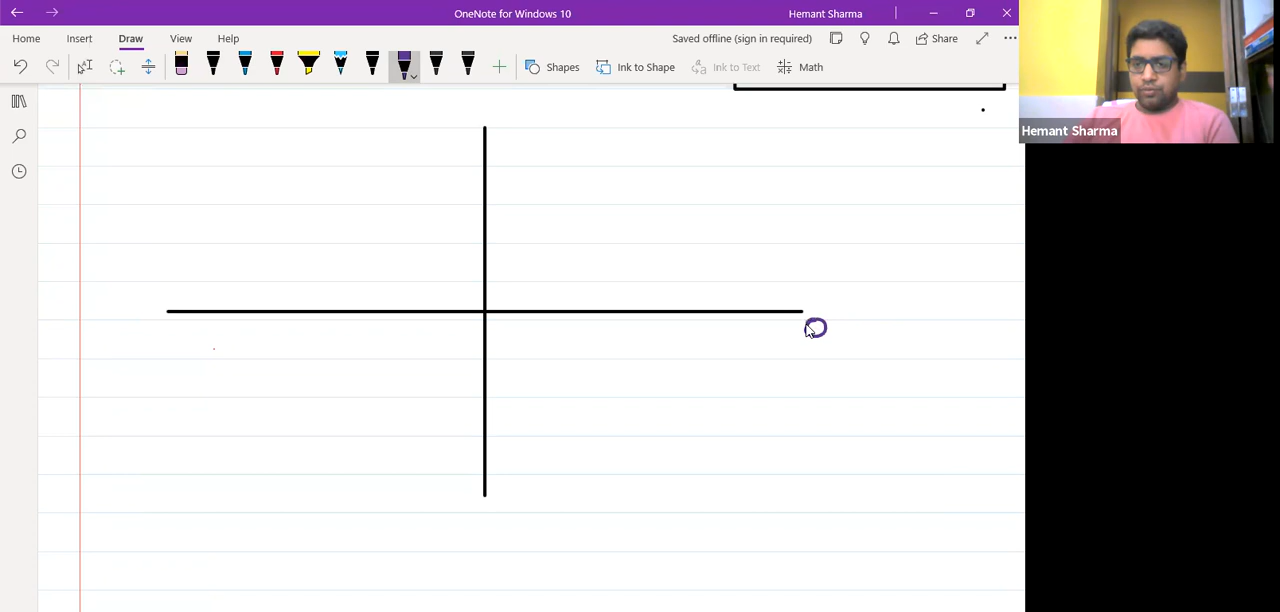 OneNote for Windows 10
Hemant Sharma
Home Insert Draw View Help
Saved offline (sign in required)
Share
Shapes
Ink to Shape
Ink to Text
Math
Hemant Sharma